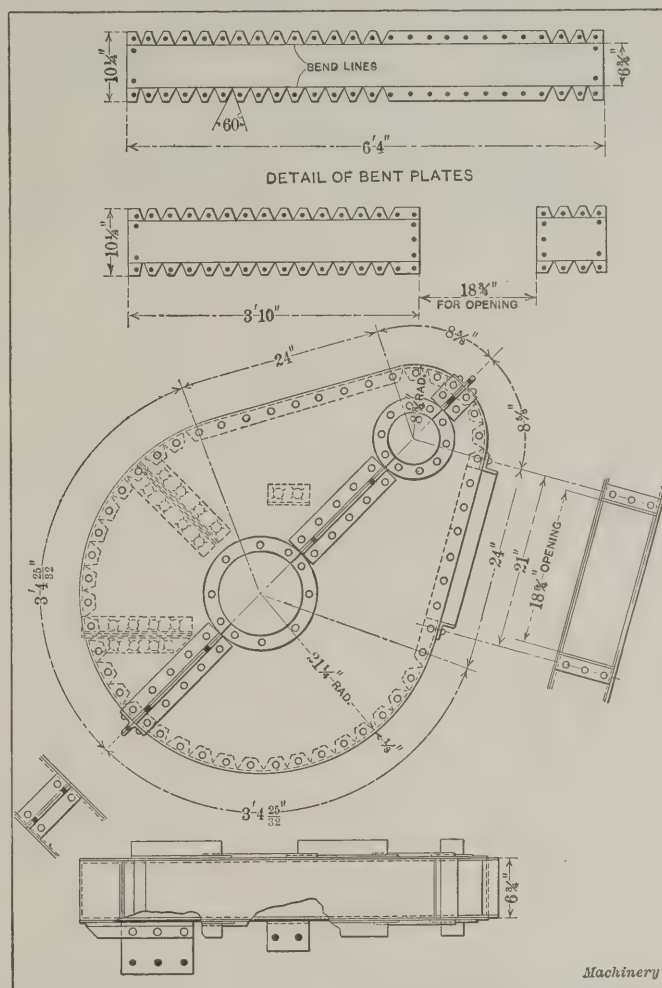 10¼"
BEND LINES
6¾"
60°
6'4"
DETAIL OF BENT PLATES
10¼"
18¾"
FOR OPENING
3'10"
24"
8⅝"
8⅝"
RAD.
24"
21"
18¾" OPENING
3'4 25/32"
21¼" RAD.
⅛"
3'4 25/32"
6¾"
Machinery